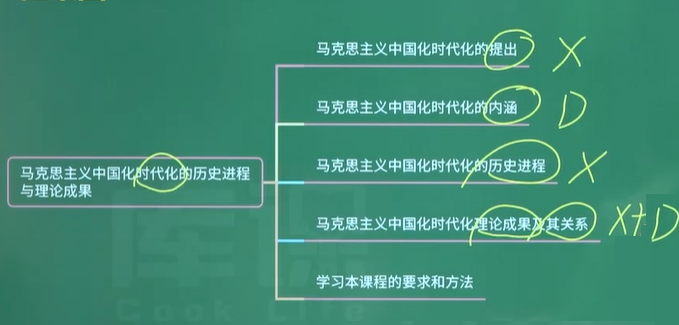 马克思主义中国化时代化的提出 X
马克思主义中国化时代化的内涵 D
马克思主义中国化时代化的历史进程与理论成果
马克思主义中国化时代化的历史进程 X
马克思主义中国化时代化理论成果及其关系 X+D
学习本课程的要求和方法
库课
Cook Life